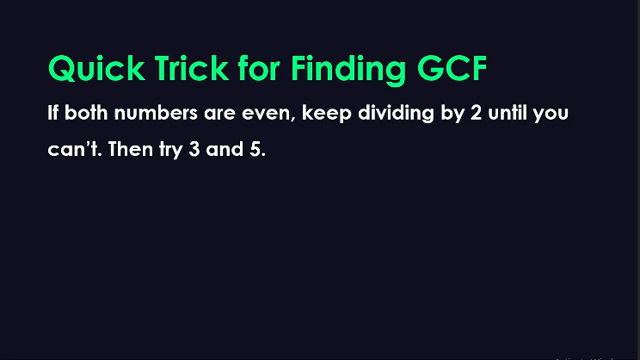 Quick Trick for Finding GCF
If both numbers are even, keep dividing by 2 until you
can’t. Then try 3 and 5.